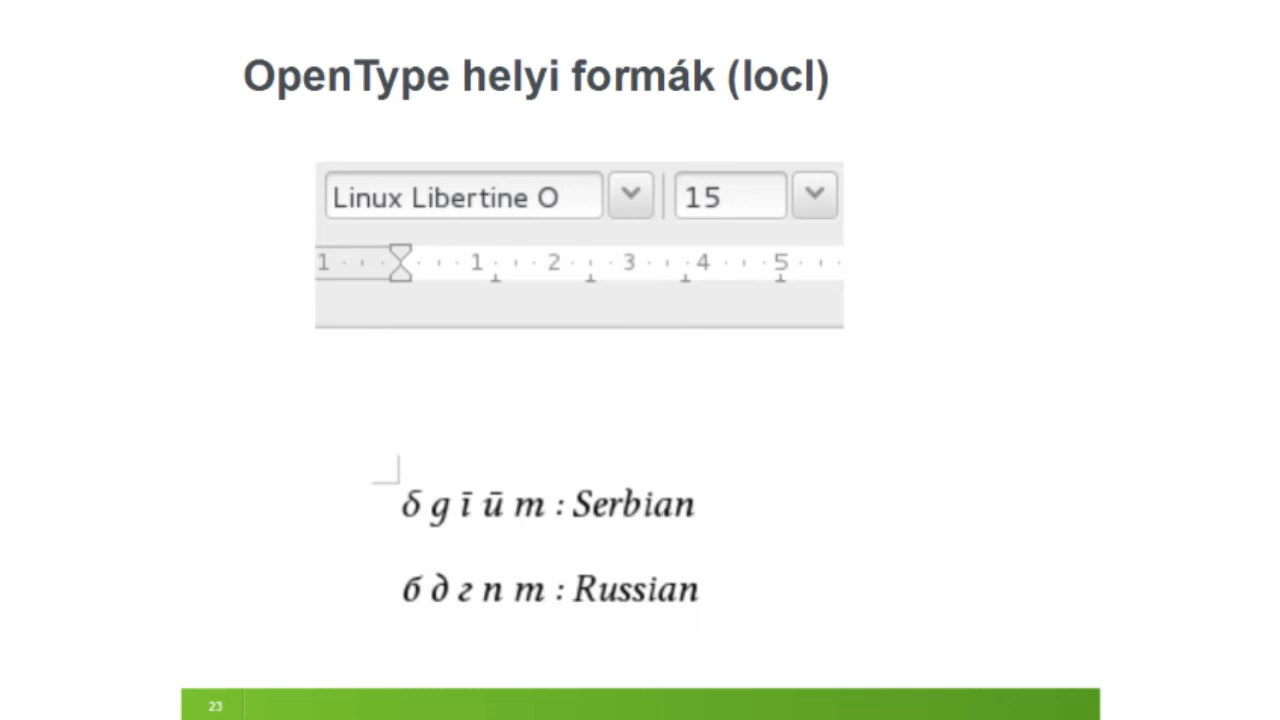 OpenType helyi formák (locl)
Linux Libertine O 15
1 1 2 3 4 5
б д г п т : Serbian
б д г п т : Russian
23